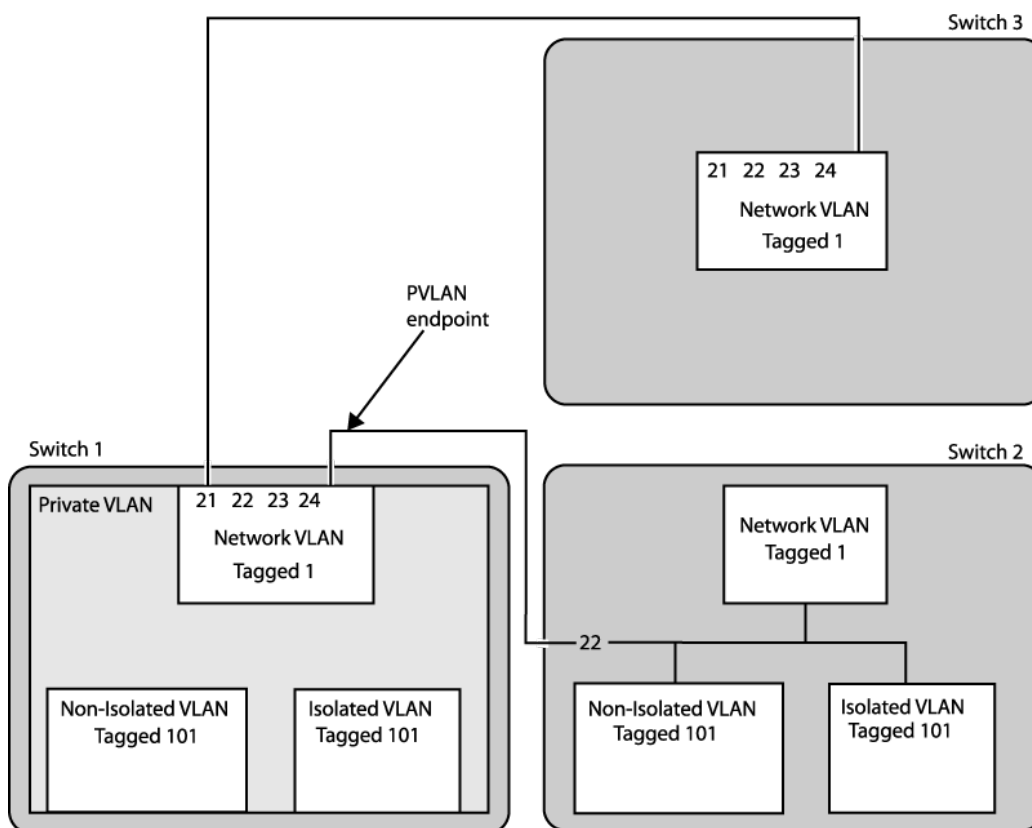 Switch 3
21 22 23 24
Network VLAN
Tagged 1
PVLAN
endpoint
Switch 1
Private VLAN
21 22 23 24
Network VLAN
Tagged 1
Non-Isolated VLAN
Tagged 101
Isolated VLAN
Tagged 101
Switch 2
Network VLAN
Tagged 1
22
Non-Isolated VLAN
Tagged 101
Isolated VLAN
Tagged 101